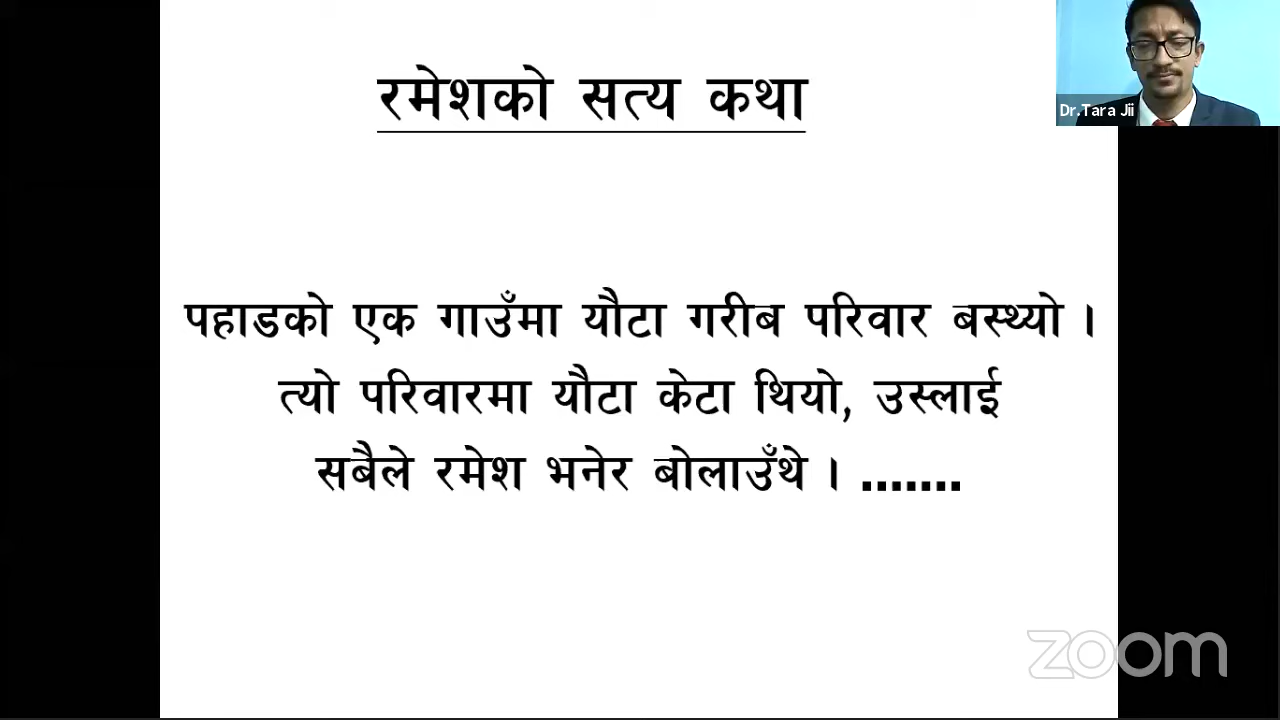 रमेशको सत्य कथा
Dr.Tara Jii
पहाडको एक गाउँमा यौटा गरीब परिवार बस्थ्यो ।
त्यो परिवारमा यौटा केटा थियो, उस्लाई
सबैले रमेश भनेर बोलाउँथे । .......
zoom